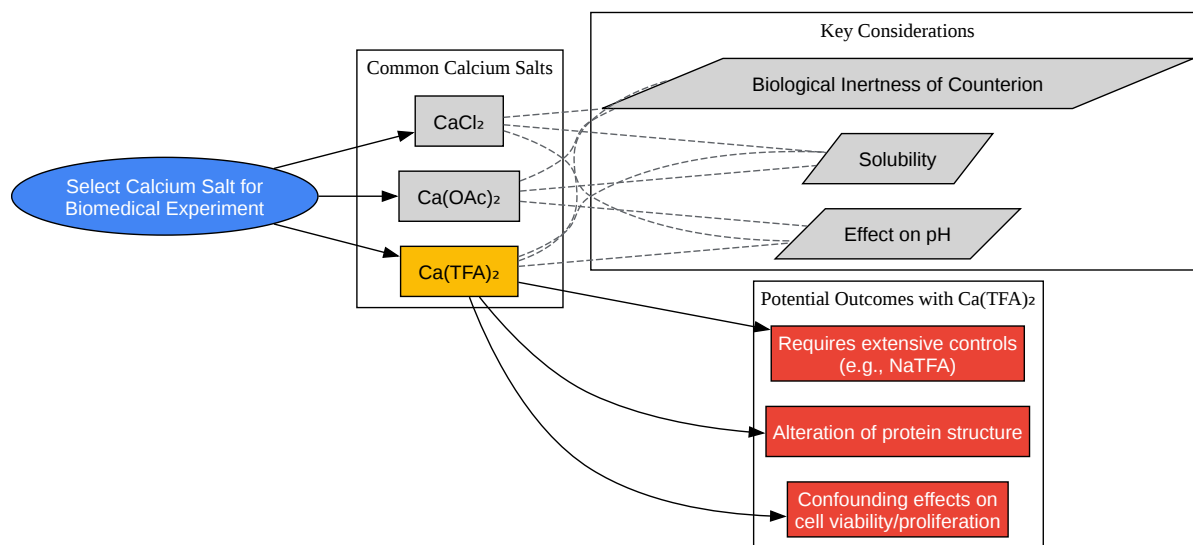 Select Calcium Salt for
Biomedical Experiment
Common Calcium Salts
CaCl₂
Ca(OAc)₂
Ca(TFA)₂
Key Considerations
Biological Inertness of Counterion
Solubility
Effect on pH
Potential Outcomes with Ca(TFA)₂
Requires extensive controls
(e.g., NaTFA)
Alteration of protein structure
Confounding effects on
cell viability/proliferation